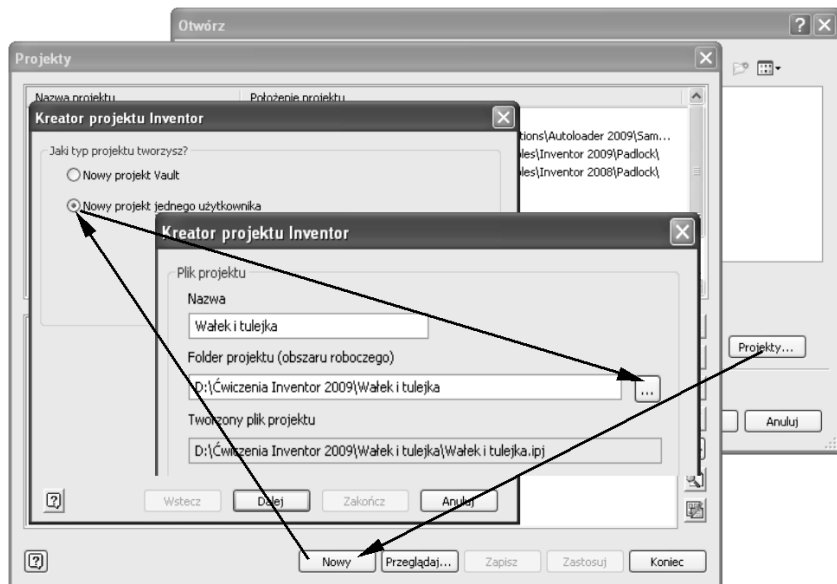 Otwórz
Projekty
Nazwa projektu Położenie projektu
Kreator projektu Inventor
tions\Autoloader 2009\Sam...
ples\Inventor 2009\Padlock\
ples\Inventor 2008\Padlock\
Jaki typ projektu tworzysz?
Nowy projekt Vault
Nowy projekt jednego użytkownika
Kreator projektu Inventor
Plik projektu
Nazwa
Wałek i tulejka
Folder projektu (obszaru roboczego)
D:\Ćwiczenia Inventor 2009\Wałek i tulejka
...
Tworzony plik projektu
D:\Ćwiczenia Inventor 2009\Wałek i tulejka\Wałek i tulejka.ipj
Projekty...
Anuluj
Wstecz Dalej Zakończ Anuluj
Nowy Przeglądaj... Zapisz Zastosuj Koniec